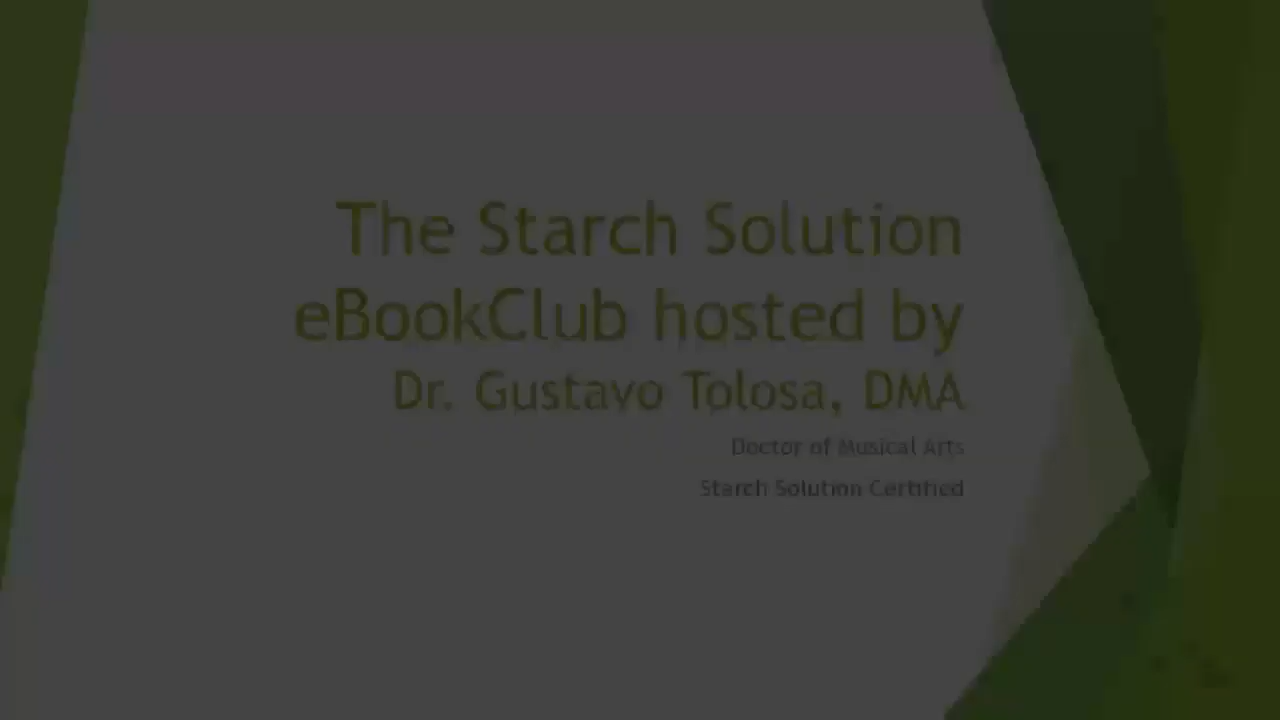 The Starch Solution
eBookClub hosted by
Dr. Gustavo Tolosa, DMA
Doctor of Musical Arts
Starch Solution Certified